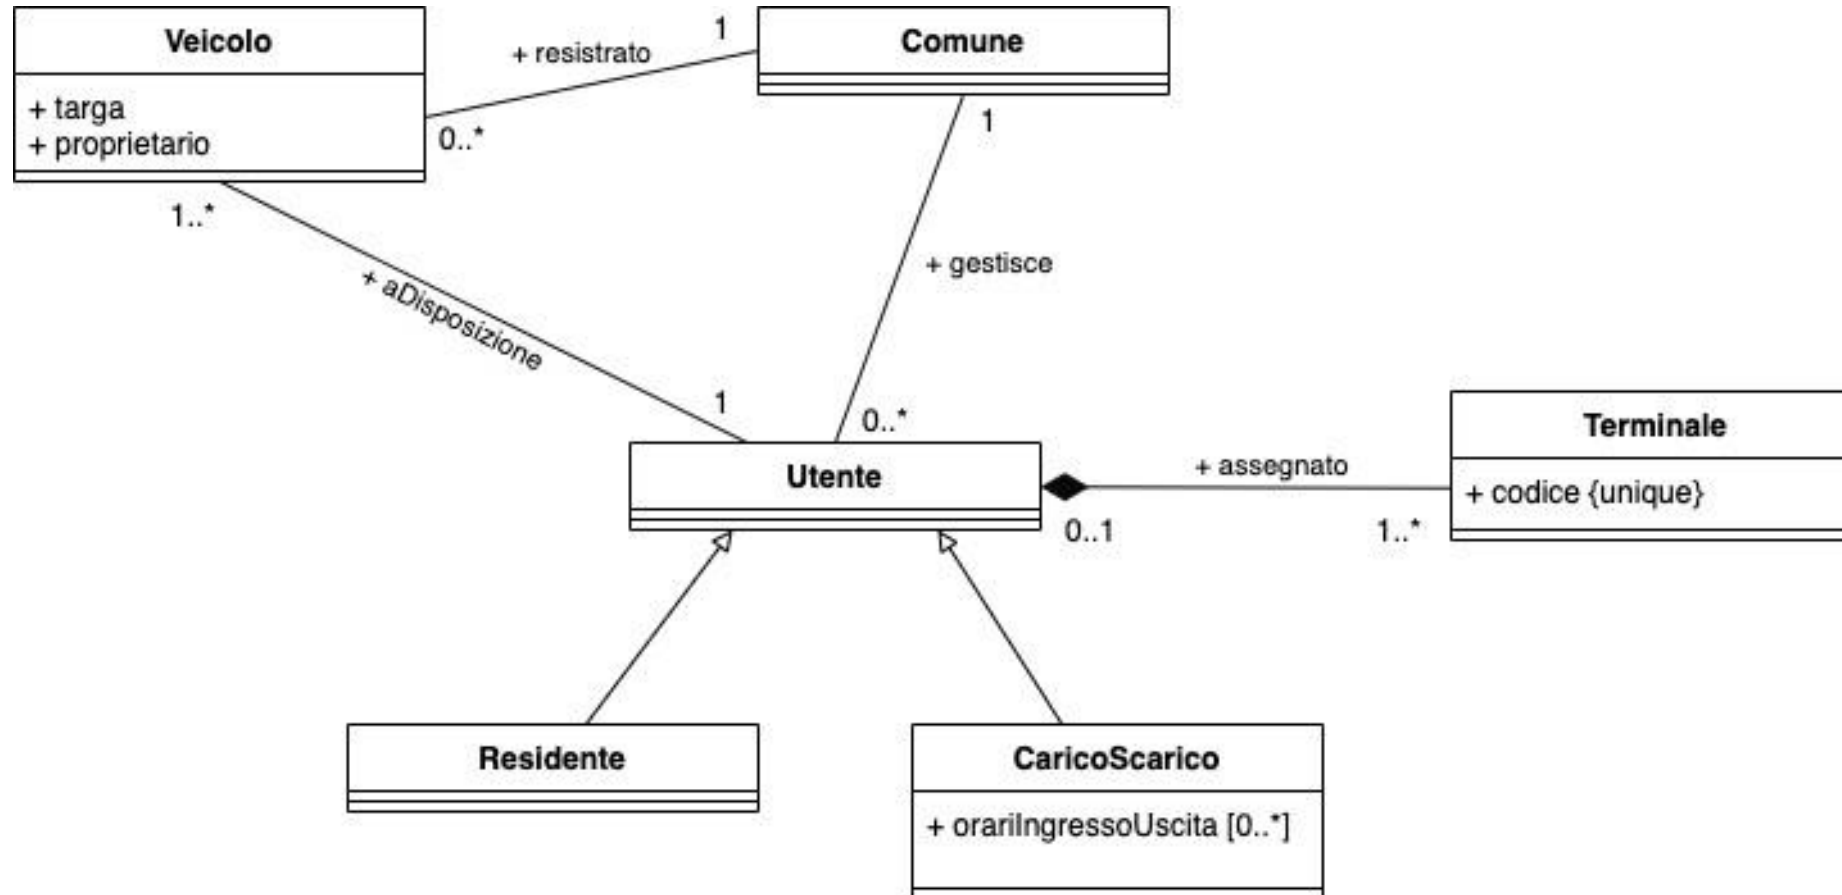 Veicolo
+ targa
+ proprietario
+ resistrato
1
0..*
Comune
1
+ gestisce
0..*
1..*
+ aDisposizione
1
Utente
+ assegnato
0..1
1..*
Terminale
+ codice {unique}
Residente
CaricoScarico
+ orariIngressoUscita [0..*]